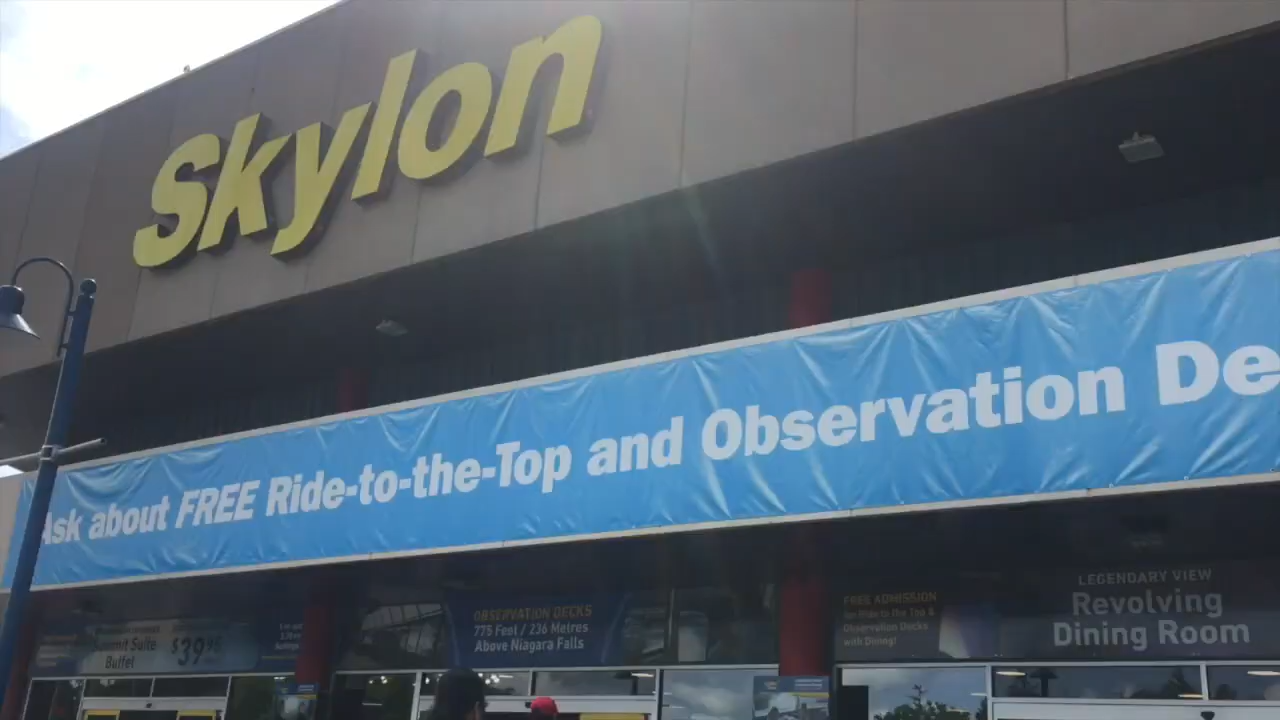 Skylon
Ask about FREE Ride-to-the-Top and Observation De
LEGENDARY VIEW
Revolving
Dining Room
FREE ADMISSION
Ride to the Top &
Observation Decks
with Dining!
OBSERVATION DECKS
775 Feet / 236 Metres
Above Niagara Falls
Summit Suite
Buffet
$39.95